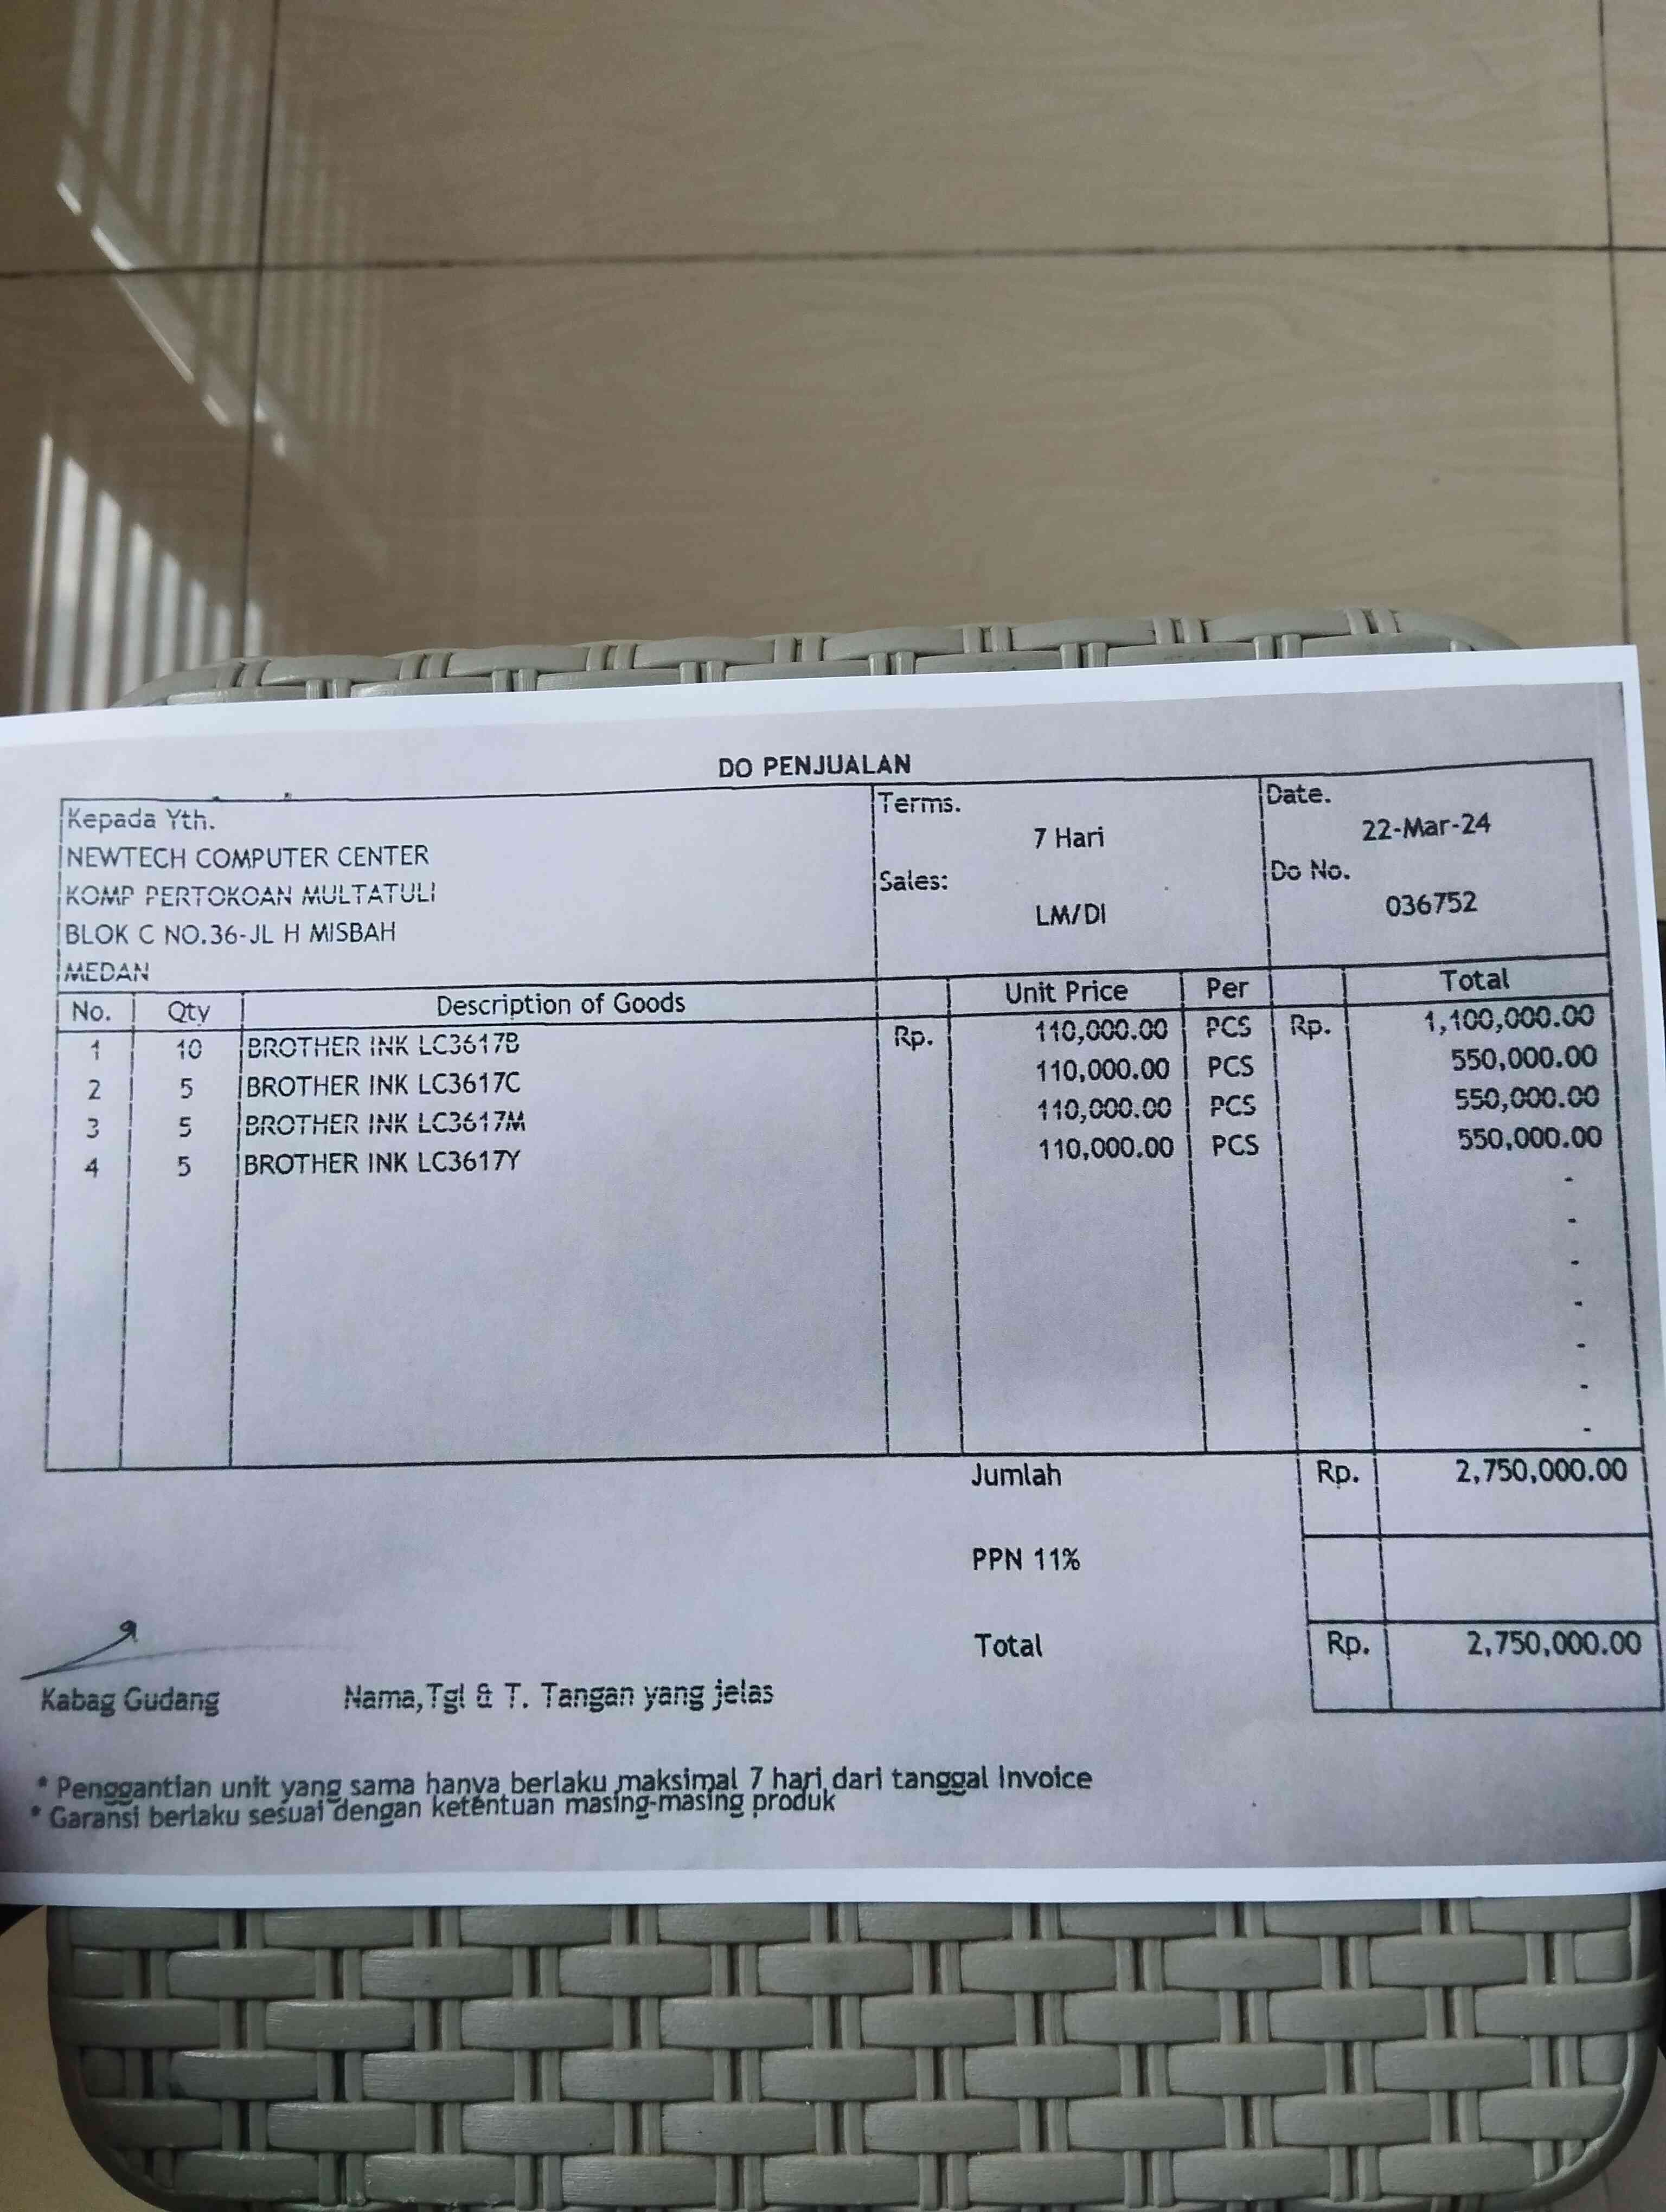 DO PENJUALAN
Kepada Yth.
NEWTECH COMPUTER CENTER
KOMP PERTOKOAN MULTATULI
BLOK C NO.36-JL H MISBAH
MEDAN
Terms.
7 Hari
Sales:
LM/DI
Date.
22-Mar-24
Do No.
036752
No. Qty Description of Goods Unit Price Per Total
1 10 BROTHER INK LC3617B Rp. 110,000.00 PCS Rp. 1,100,000.00
2 5 BROTHER INK LC3617C 110,000.00 PCS 550,000.00
3 5 BROTHER INK LC3617M 110,000.00 PCS 550,000.00
4 5 BROTHER INK LC3617Y 110,000.00 PCS 550,000.00
-
-
-
-
-
-
-
Jumlah Rp. 2,750,000.00
PPN 11%
Total Rp. 2,750,000.00
Kabag Gudang Nama,Tgl & T. Tangan yang jelas
* Penggantian unit yang sama hanya berlaku maksimal 7 hari dari tanggal Invoice
* Garansi berlaku sesuai dengan ketentuan masing-masing produk